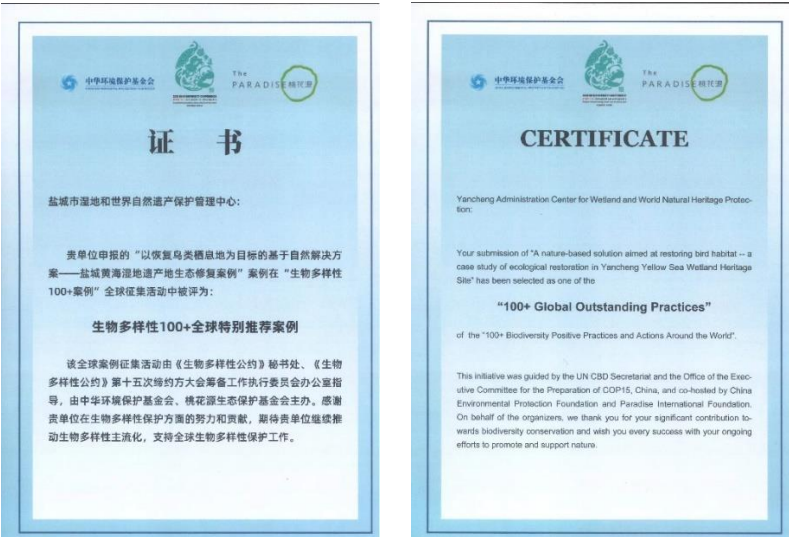 中华环境保护基金会
The
PARADISE桃花源
证 书
盐城市湿地和世界自然遗产保护管理中心：
贵单位申报的“以恢复鸟类栖息地为目标的基于自然解决方
案——盐城黄海湿地遗产地生态修复案例”案例在“生物多样性
100+案例”全球征集活动中被评为：
生物多样性100+全球特别推荐案例
该全球案例征集活动由《生物多样性公约》秘书处、《生物
多样性公约》第十五次缔约方大会筹备工作执行委员会办公室指
导，由中华环境保护基金会、桃花源生态保护基金会主办。感谢
贵单位在生物多样性保护方面的努力和贡献，期待贵单位继续推
动生物多样性主流化，支持全球生物多样性保护工作。
中华环境保护基金会
The
PARADISE桃花源
CERTIFICATE
Yancheng Administration Center for Wetland and World Natural Heritage Protec-
tion:
Your submission of "A nature-based solution aimed at restoring bird habitat -- a
case study of ecological restoration in Yancheng Yellow Sea Wetland Heritage
Site" has been selected as one of the
“100+ Global Outstanding Practices”
of the "100+ Biodiversity Positive Practices and Actions Around the World".
This initiative was guided by the UN CBD Secretariat and the Office of the Exec-
utive Committee for the Preparation of COP15, China, and co-hosted by China
Environmental Protection Foundation and Paradise International Foundation.
On behalf of the organizers, we thank you for your significant contribution to-
wards biodiversity conservation and wish you every success with your ongoing
efforts to promote and support nature.